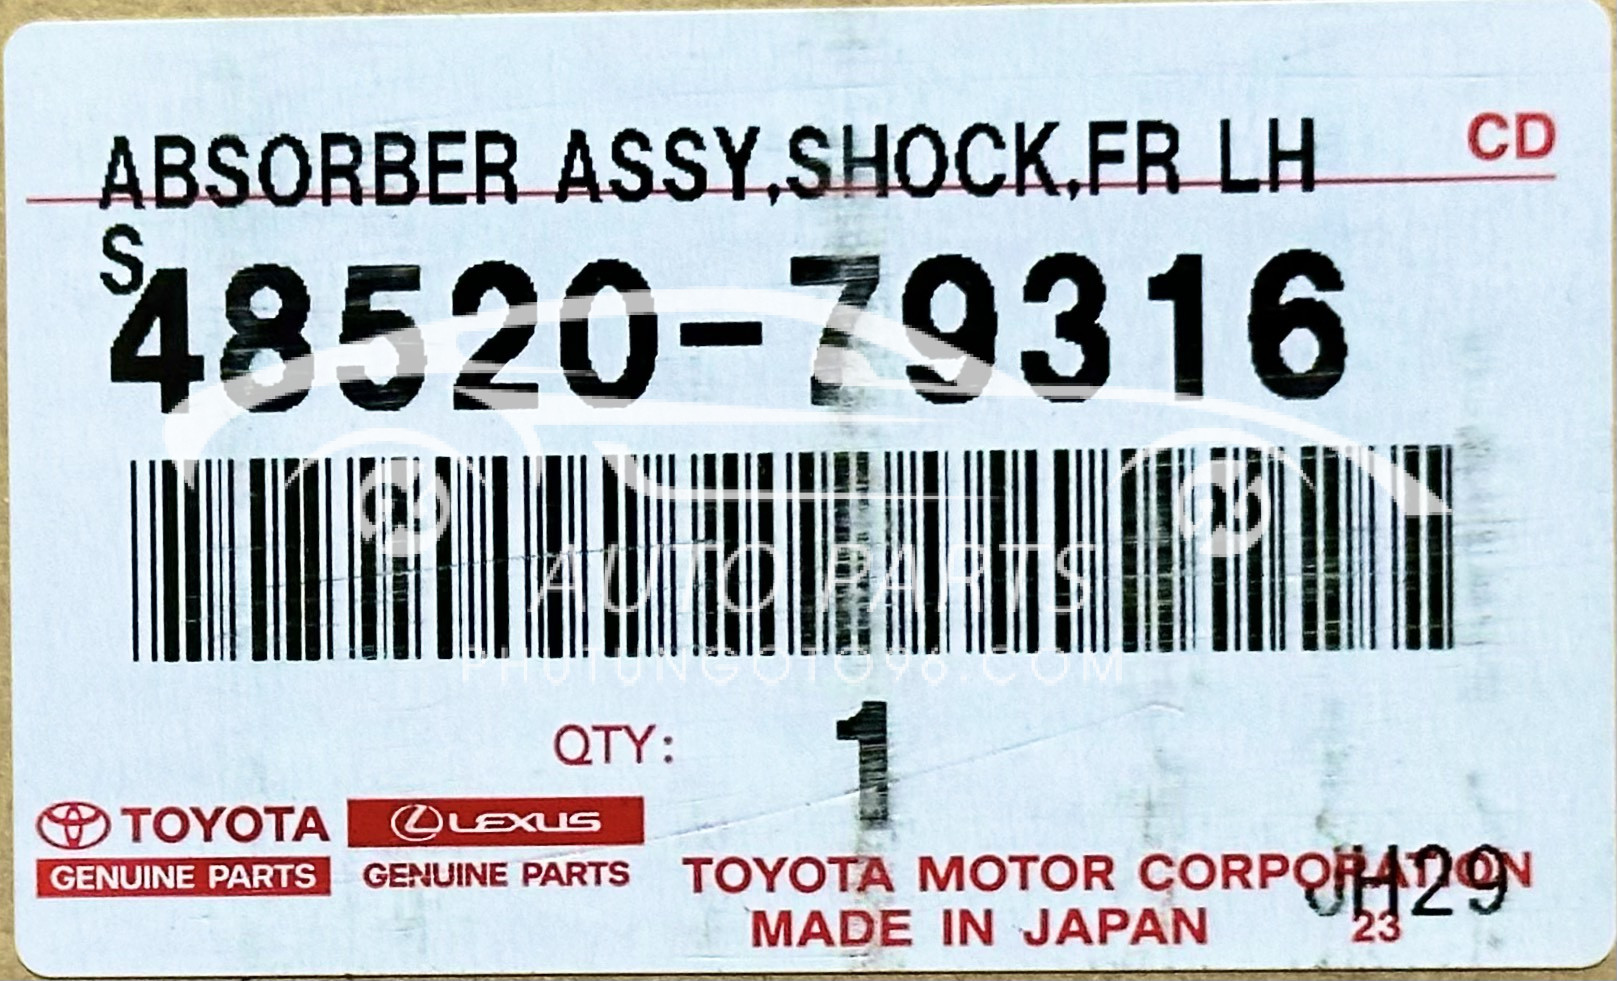 CD
ABSORBER ASSY,SHOCK,FR LH
S
48520-79316
AUTO PARTS
PHUTUNGOTO96.COM
QTY: 1
TOYOTA LEXUS
GENUINE PARTS GENUINE PARTS
TOYOTA MOTOR CORPORATION
JH29
MADE IN JAPAN 23